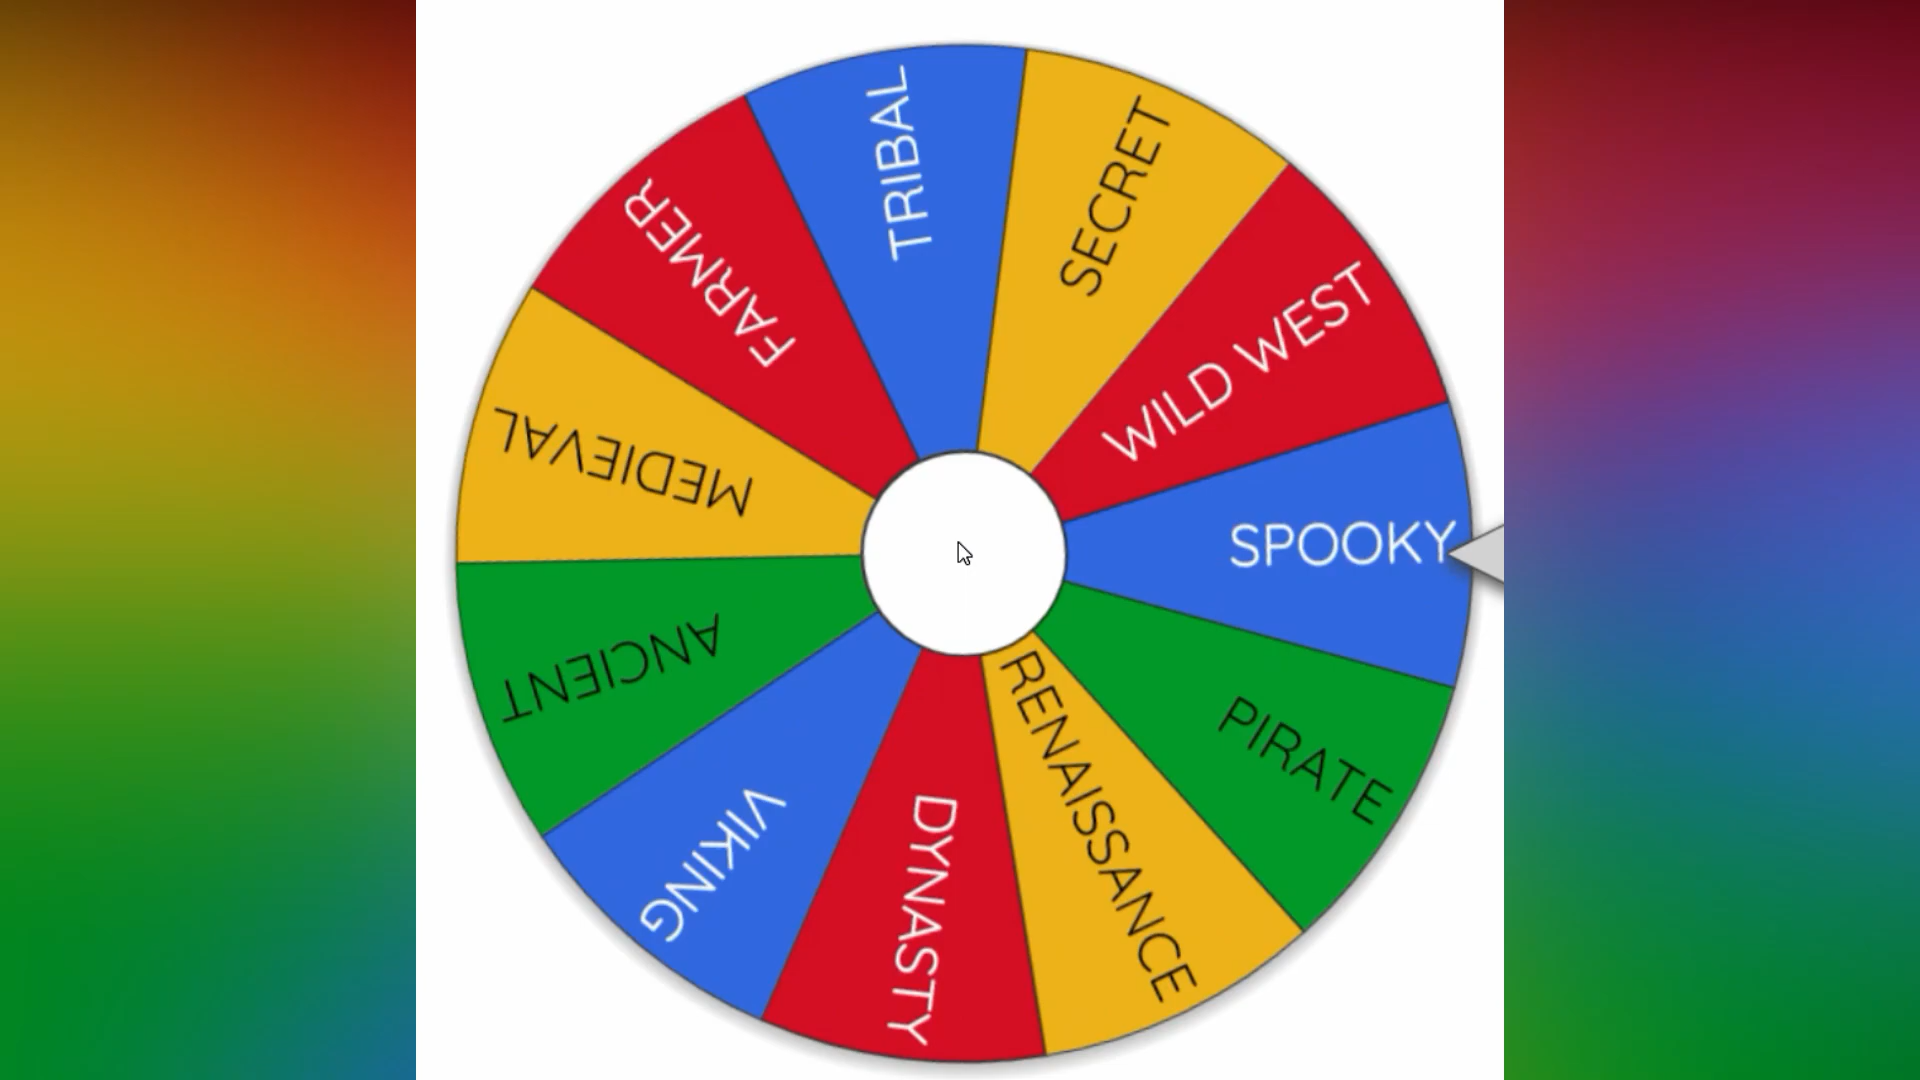 TRIBAL
SECRET
WILD WEST
SPOOKY
PIRATE
RENAISSANCE
DYNASTY
VIKING
ANCIENT
MEDIEVAL
FARMER